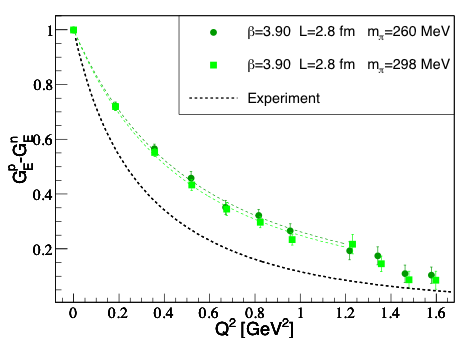 β=3.90 L=2.8 fm m_π=260 MeV
β=3.90 L=2.8 fm m_π=298 MeV
Experiment
G_E^p-G_E^n
1
0.8
0.6
0.4
0.2
0 0.2 0.4 0.6 0.8 1 1.2 1.4 1.6
Q² [GeV²]